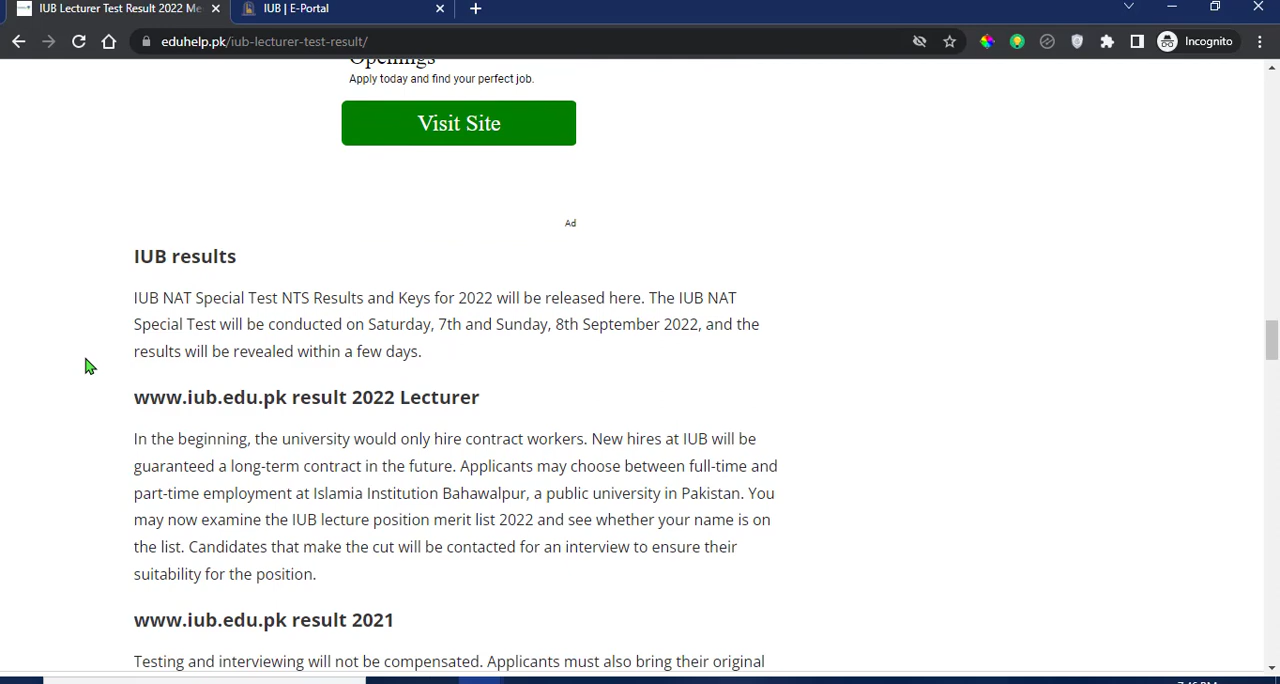 IUB Lecturer Test Result 2022 Me
IUB | E-Portal
eduhelp.pk/iub-lecturer-test-result/
Incognito
Openings
Apply today and find your perfect job.
Visit Site
Ad
IUB results
IUB NAT Special Test NTS Results and Keys for 2022 will be released here. The IUB NAT
Special Test will be conducted on Saturday, 7th and Sunday, 8th September 2022, and the
results will be revealed within a few days.
www.iub.edu.pk result 2022 Lecturer
In the beginning, the university would only hire contract workers. New hires at IUB will be
guaranteed a long-term contract in the future. Applicants may choose between full-time and
part-time employment at Islamia Institution Bahawalpur, a public university in Pakistan. You
may now examine the IUB lecture position merit list 2022 and see whether your name is on
the list. Candidates that make the cut will be contacted for an interview to ensure their
suitability for the position.
www.iub.edu.pk result 2021
Testing and interviewing will not be compensated. Applicants must also bring their original